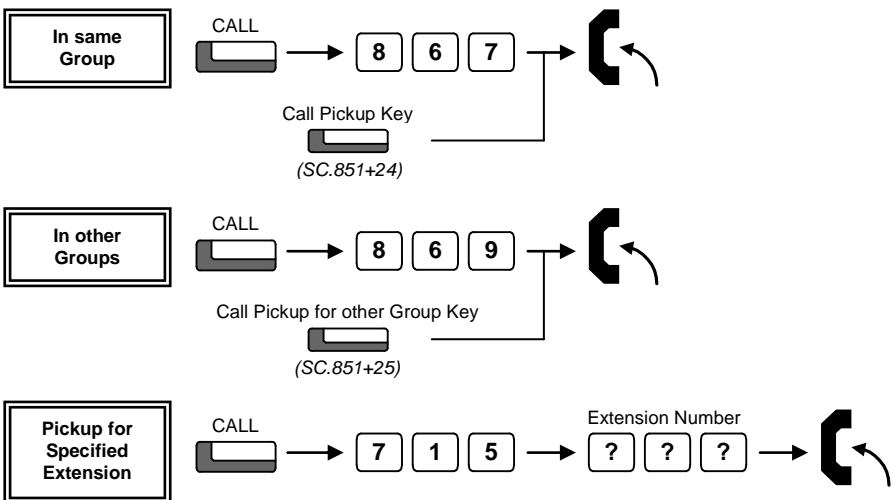 In same
Group
CALL
8 6 7
Call Pickup Key
(SC.851+24)
In other
Groups
CALL
8 6 9
Call Pickup for other Group Key
(SC.851+25)
Pickup for
Specified
Extension
CALL
7 1 5
Extension Number
? ? ?